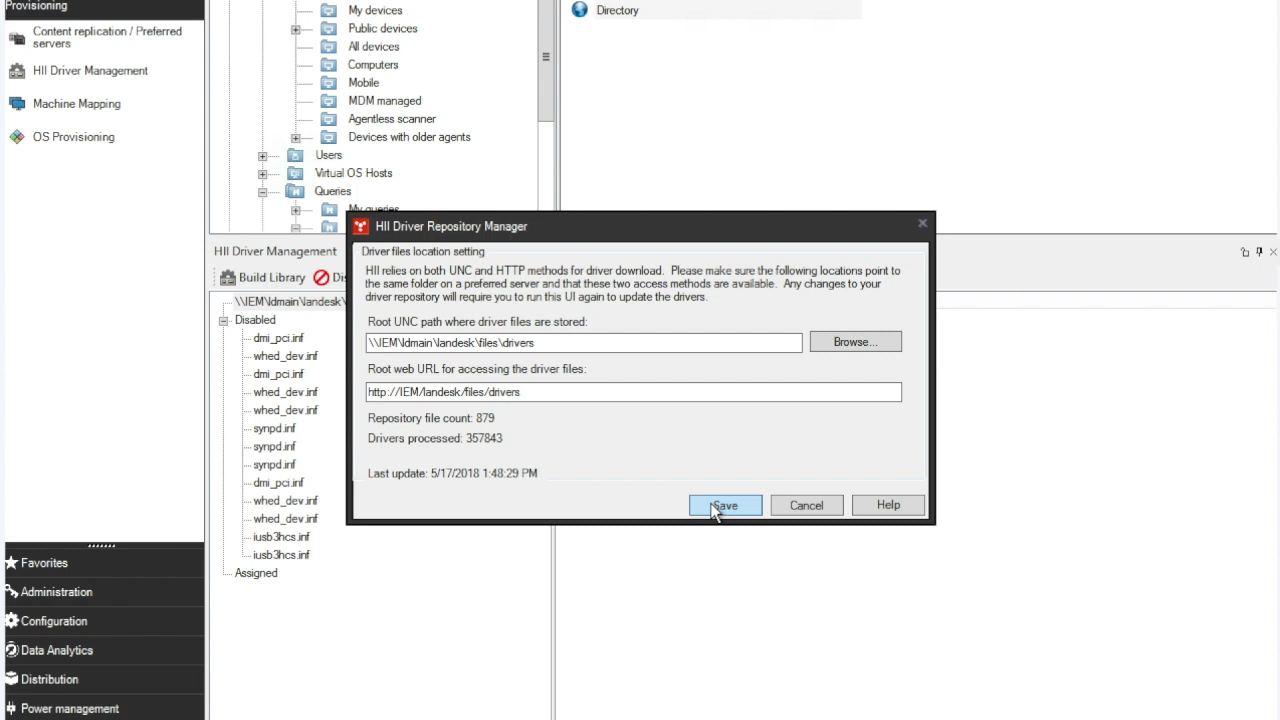 Provisioning
Content replication / Preferred
servers
HII Driver Management
Machine Mapping
OS Provisioning
Favorites
Administration
Configuration
Data Analytics
Distribution
Power management
My devices
Public devices
All devices
Computers
Mobile
MDM managed
Agentless scanner
Devices with older agents
Users
Virtual OS Hosts
Queries
My queries
Directory
HII Driver Management
Build Library
\\IEM\ldmain\landesk\
Disabled
dmi_pci.inf
whed_dev.inf
dmi_pci.inf
whed_dev.inf
whed_dev.inf
synpd.inf
synpd.inf
synpd.inf
dmi_pci.inf
whed_dev.inf
whed_dev.inf
iusb3hcs.inf
iusb3hcs.inf
Assigned
HII Driver Repository Manager
Driver files location setting
HII relies on both UNC and HTTP methods for driver download. Please make sure the following locations point to
the same folder on a preferred server and that these two access methods are available. Any changes to your
driver repository will require you to run this UI again to update the drivers.
Root UNC path where driver files are stored:
\\IEM\ldmain\landesk\files\drivers
Browse...
Root web URL for accessing the driver files:
http://IEM/landesk/files/drivers
Repository file count: 879
Drivers processed: 357843
Last update: 5/17/2018 1:48:29 PM
Save
Cancel
Help